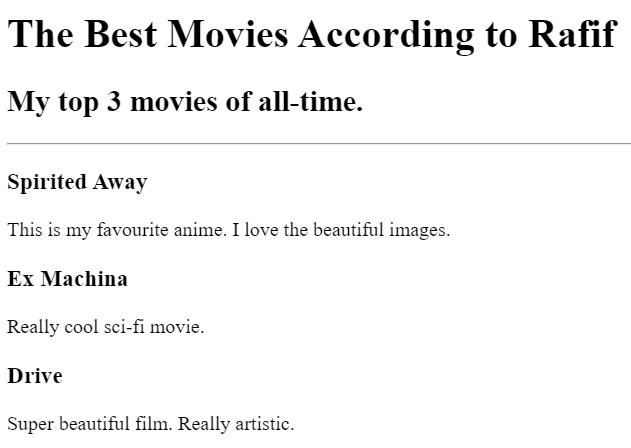 The Best Movies According to Rafif
My top 3 movies of all-time.
Spirited Away
This is my favourite anime. I love the beautiful images.
Ex Machina
Really cool sci-fi movie.
Drive
Super beautiful film. Really artistic.